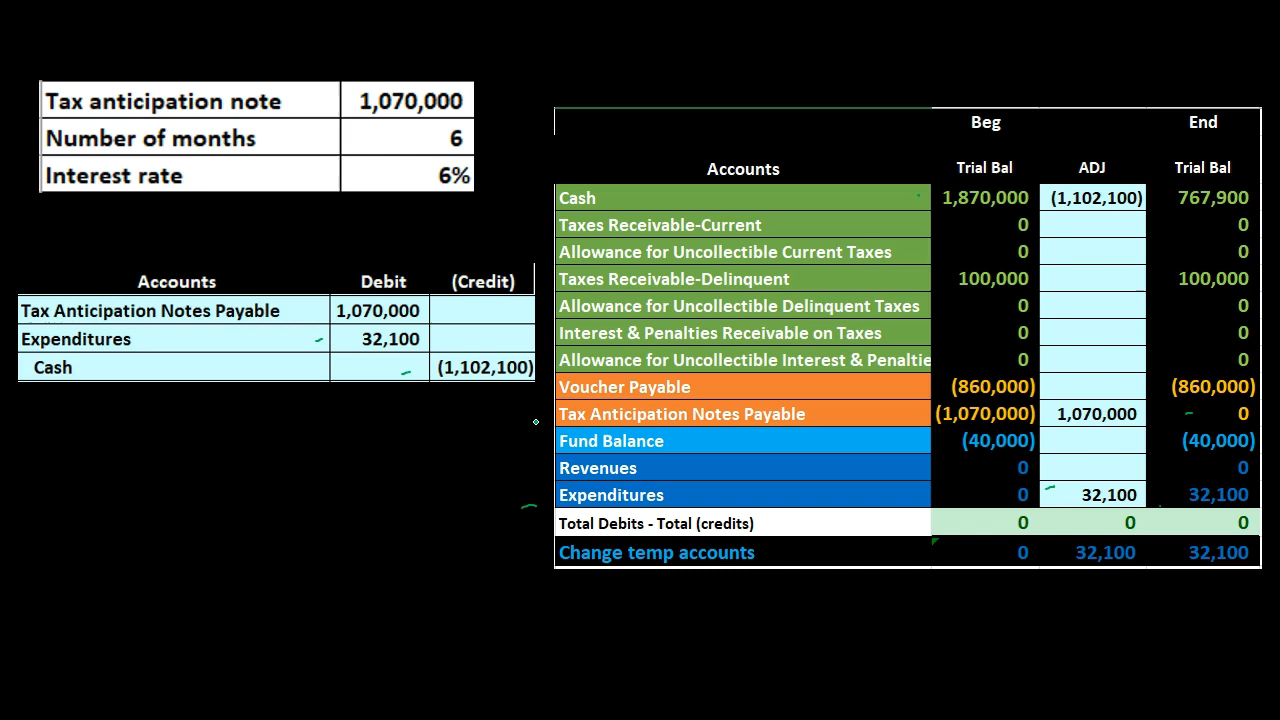 Tax anticipation note 1,070,000
Number of months 6
Interest rate 6%
Accounts Debit (Credit)
Tax Anticipation Notes Payable 1,070,000
Expenditures 32,100
Cash (1,102,100)
Beg End
Accounts Trial Bal ADJ Trial Bal
Cash 1,870,000 (1,102,100) 767,900
Taxes Receivable-Current 0 0
Allowance for Uncollectible Current Taxes 0 0
Taxes Receivable-Delinquent 100,000 100,000
Allowance for Uncollectible Delinquent Taxes 0 0
Interest & Penalties Receivable on Taxes 0 0
Allowance for Uncollectible Interest & Penaltie 0 0
Voucher Payable (860,000) (860,000)
Tax Anticipation Notes Payable (1,070,000) 1,070,000 0
Fund Balance (40,000) (40,000)
Revenues 0 0
Expenditures 0 32,100 32,100
Total Debits - Total (credits) 0 0 0
Change temp accounts 0 32,100 32,100